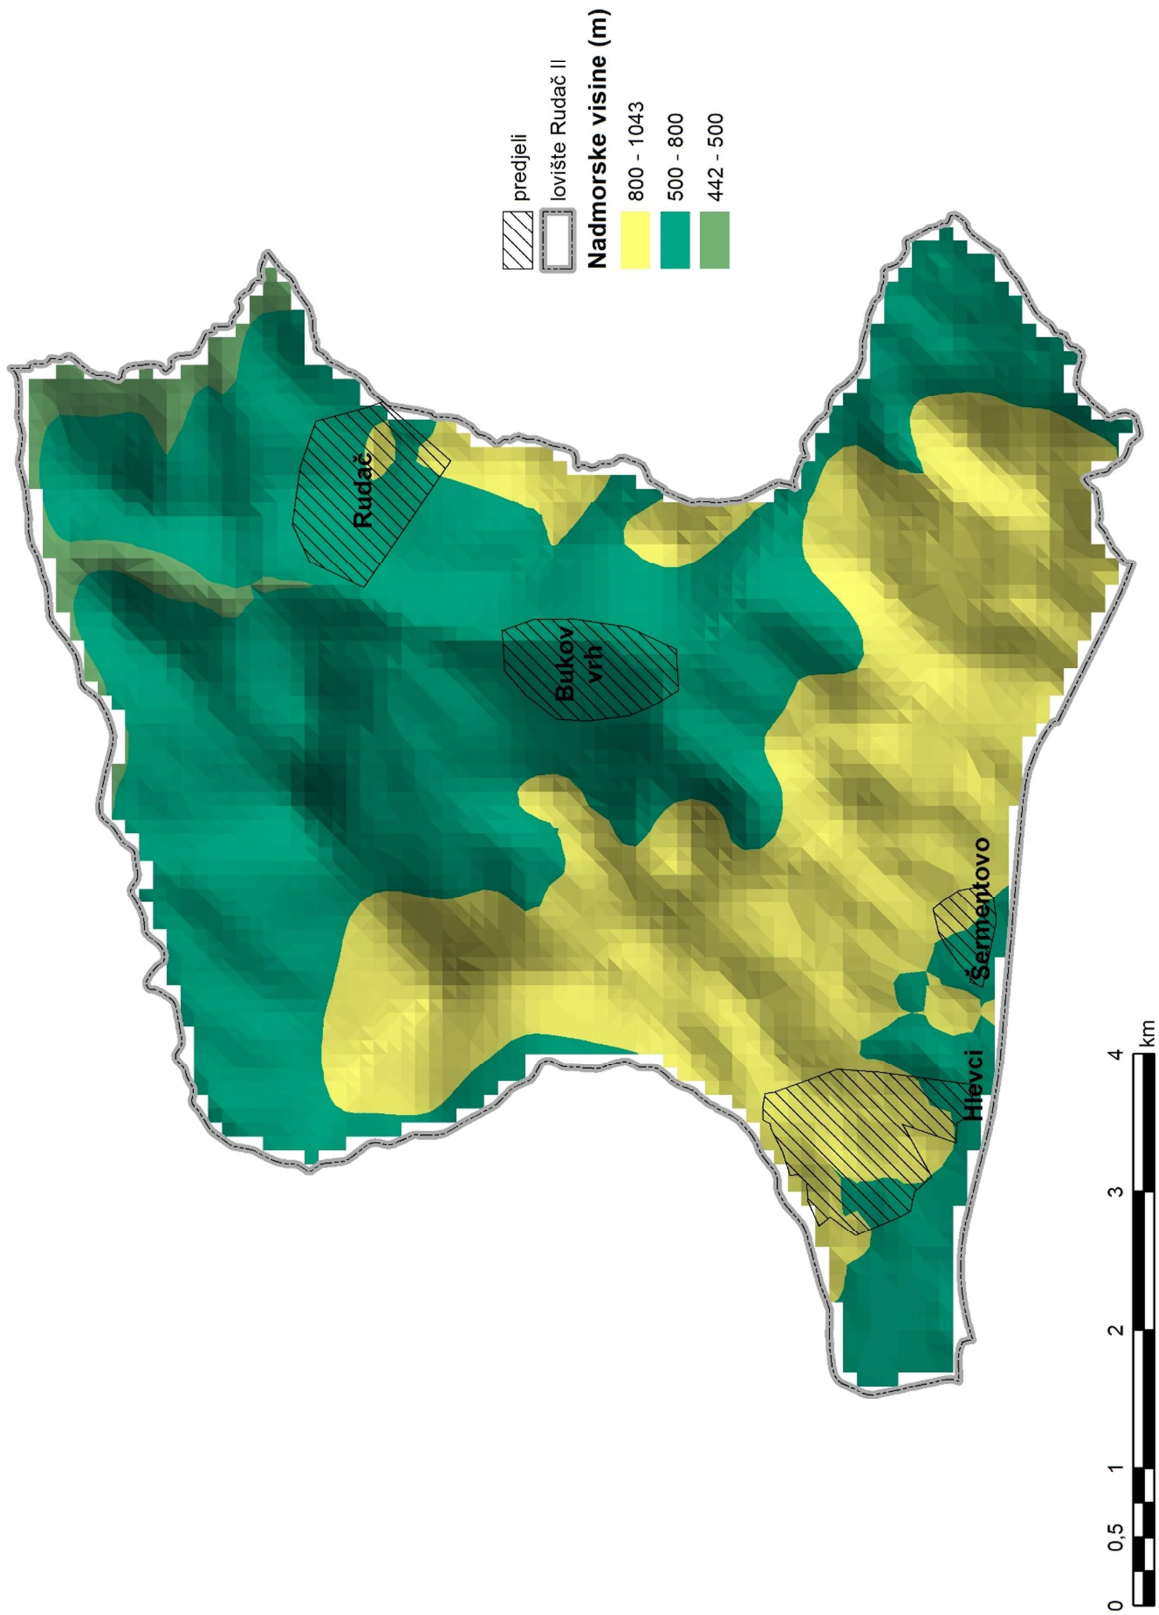 Rudač
Bukov
vrh
Šermentovo
Hlevci
predjeli
lovište Rudač II
Nadmorske visine (m)
800 - 1043
500 - 800
442 - 500
0 0,5 1 2 3 4
km